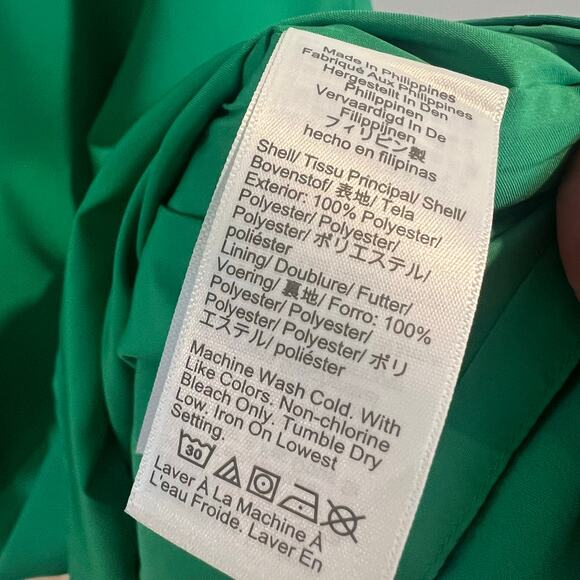 Made In Philippines
Fabriqué Aux Philippines
Hergestellt In Den
Philippinen
Vervaardigd In De
Filippijnen
フィリピン製
hecho en filipinas
Shell/ Tissu Principal/ Shell/
Bovenstof/ 表地/ Tela
Exterior: 100% Polyester/
Polyester/ Polyester/
Polyester/ ポリエステル/
poliéster
Lining/ Doublure/ Futter/
Voering/ 裏地/ Forro: 100%
Polyester/ Polyester/
Polyester/ Polyester/ ポリ
エステル/ poliéster
Machine Wash Cold. With
Like Colors. Non-chlorine
Bleach Only. Tumble Dry
Low. Iron On Lowest
Setting.
30
Laver À La Machine À
L'eau Froide. Laver En